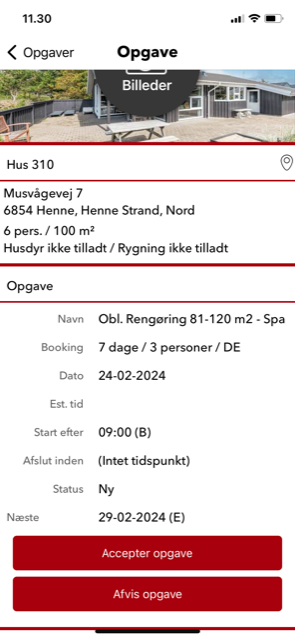 11.30
Opgaver
Opgave
Billeder
Hus 310
Musvågevej 7
6854 Henne, Henne Strand, Nord
6 pers. / 100 m²
Husdyr ikke tilladt / Rygning ikke tilladt
Opgave
Navn Obl. Rengøring 81-120 m2 - Spa
Booking 7 dage / 3 personer / DE
Dato 24-02-2024
Est. tid
Start efter 09:00 (B)
Afslut inden (Intet tidspunkt)
Status Ny
Næste 29-02-2024 (E)
Accepter opgave
Afvis opgave